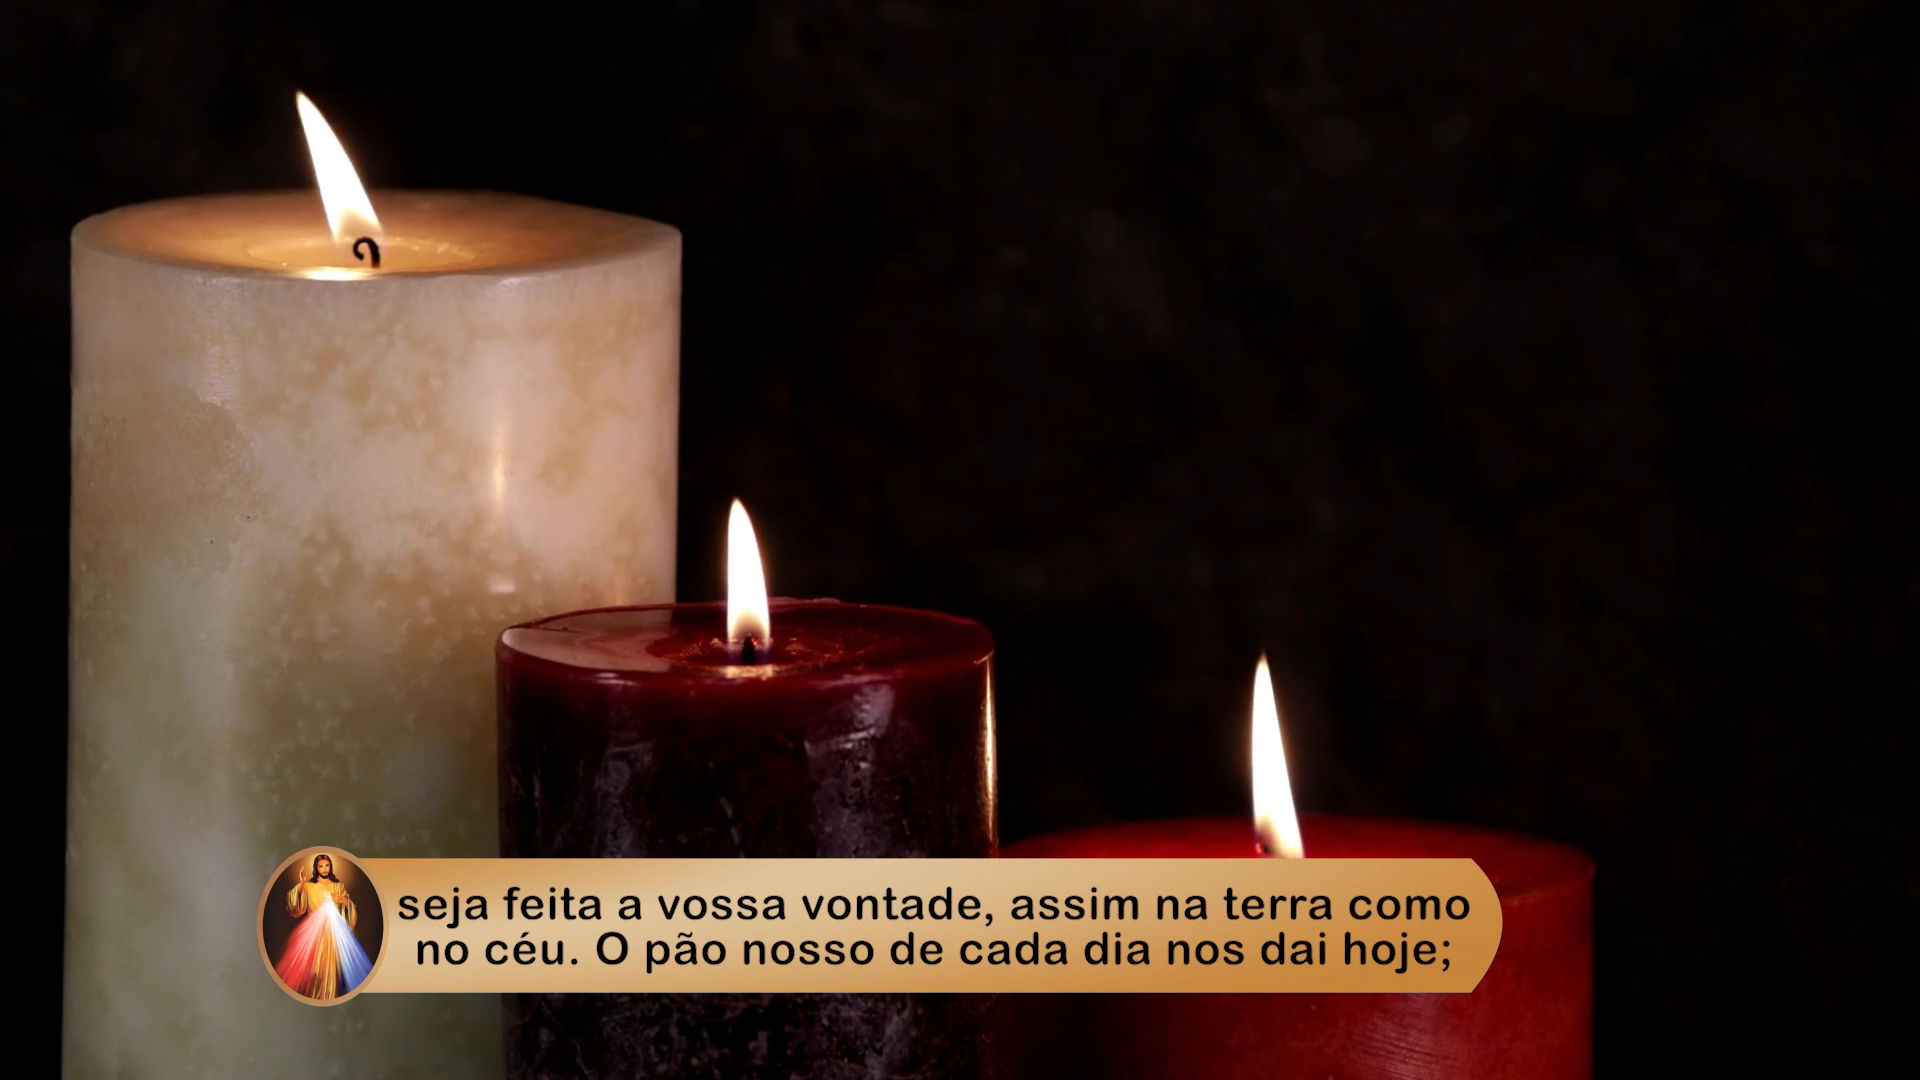 seja feita a vossa vontade, assim na terra como
no céu. O pão nosso de cada dia nos dai hoje;